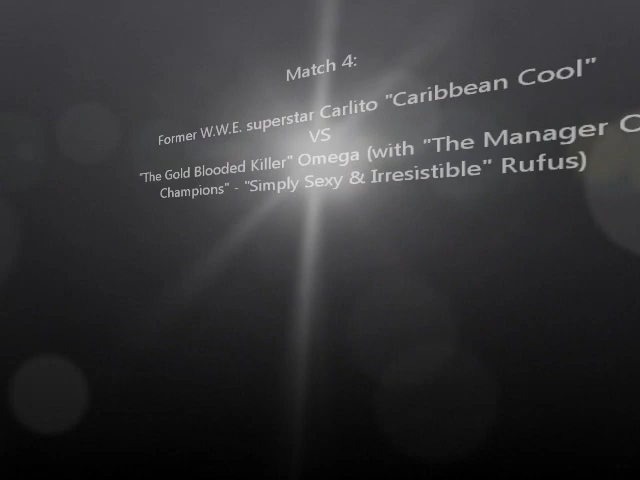 Match 4:
Former W.W.E. superstar Carlito "Caribbean Cool"
VS
"The Gold Blooded Killer" Omega (with "The Manager
Champions" - "Simply Sexy & Irresistible" Rufus)